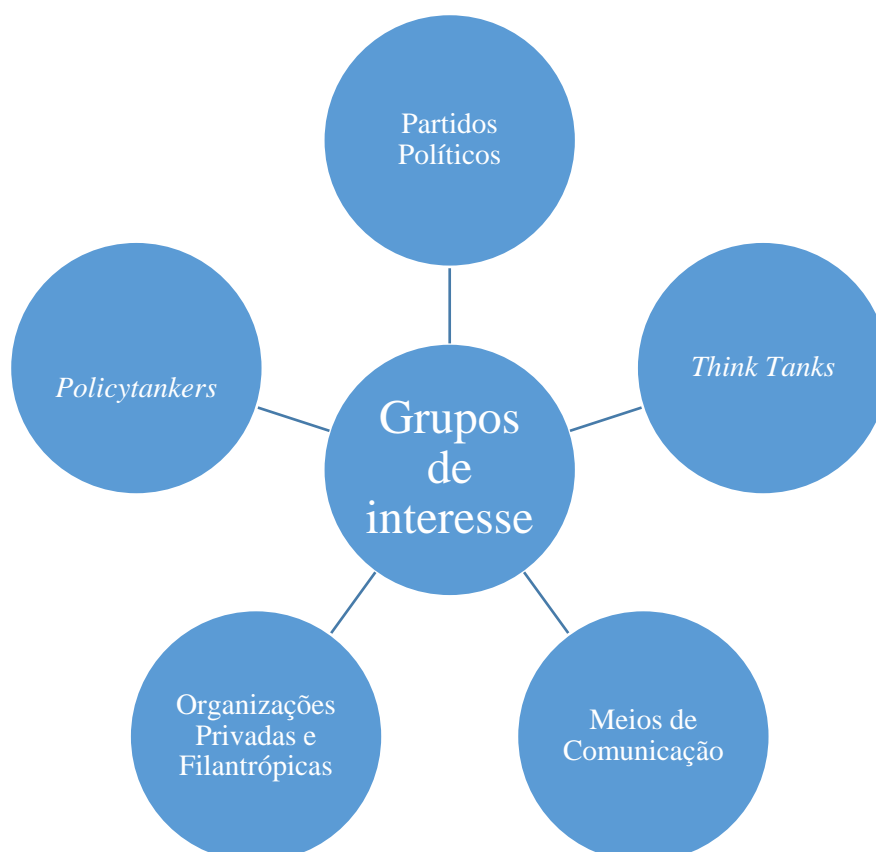 Partidos
Políticos
Policytankers
Think Tanks
Grupos
de
interesse
Organizações
Privadas e
Filantrópicas
Meios de
Comunicação